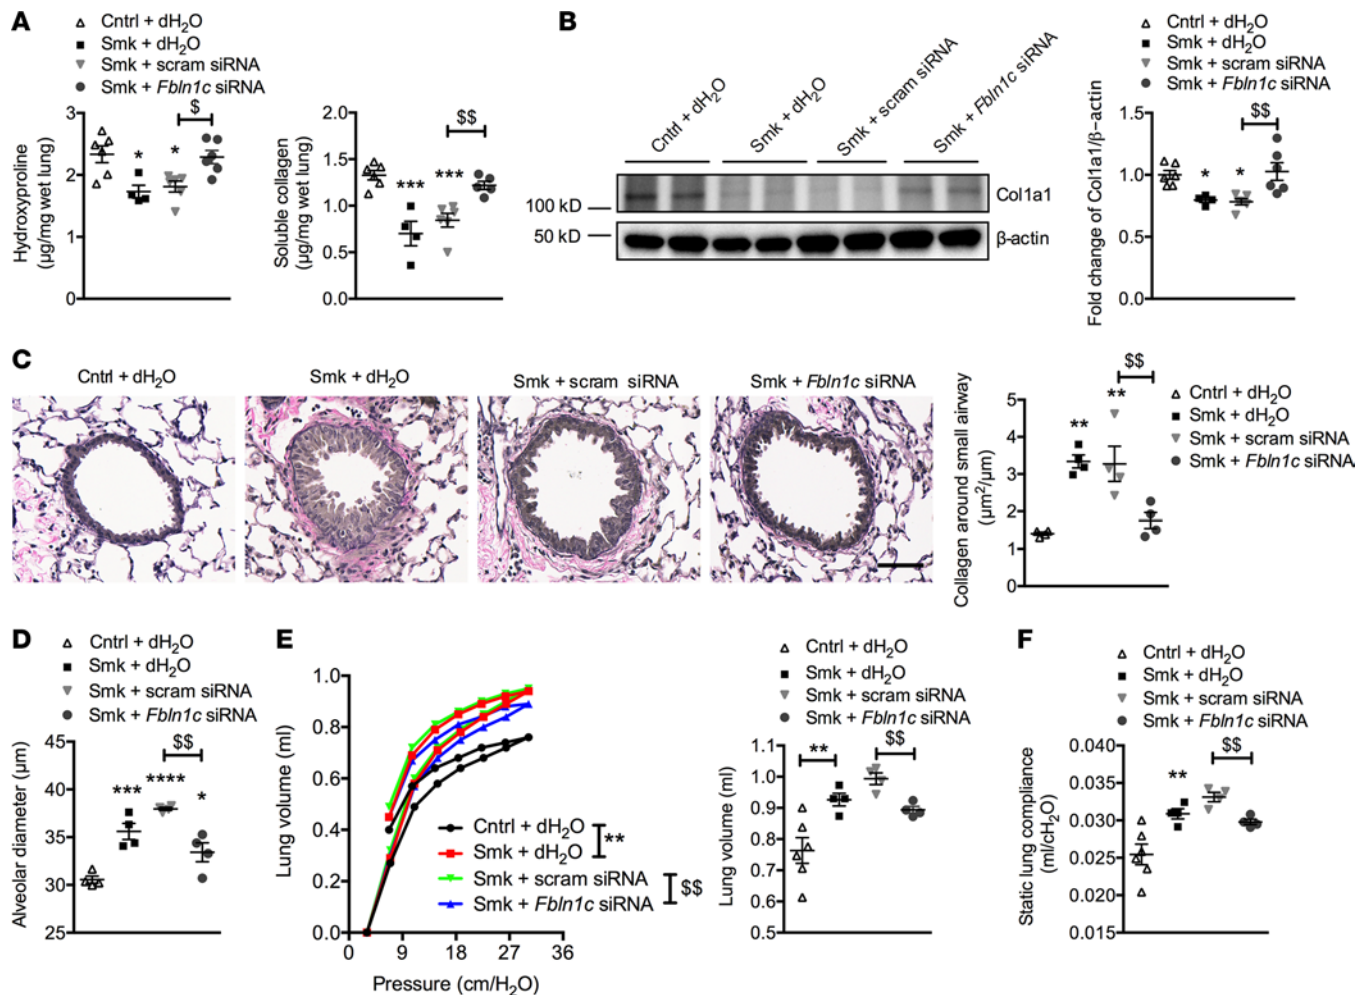 A
Cntrl + dH2O
Smk + dH2O
Smk + scram siRNA
Smk + Fbln1c siRNA
Hydroxyproline
(µg/mg wet lung)
3
2
1
0
*
*
$
Soluble collagen
(µg/mg wet lung)
2.0
1.5
1.0
0.5
0.0
***
***
$$
B
Cntrl + dH2O
Smk + dH2O
Smk + scram siRNA
Smk + Fbln1c siRNA
100 kD
50 kD
Col1a1
β-actin
Cntrl + dH2O
Smk + dH2O
Smk + scram siRNA
Smk + Fbln1c siRNA
Fold change of Col1a1/β–actin
1.5
1.0
0.5
0.0
*
*
$$
C
Cntrl + dH2O
Smk + dH2O
Smk + scram siRNA
Smk + Fbln1c siRNA
Collagen around small airway
(µm2/µm)
5
4
3
2
1
0
**
**
$$
Cntrl + dH2O
Smk + dH2O
Smk + scram siRNA
Smk + Fbln1c siRNA
D
Cntrl + dH2O
Smk + dH2O
Smk + scram siRNA
Smk + Fbln1c siRNA
Alveolar diameter (µm)
45
40
35
30
25
***
****
*
$$
E
Lung volume (ml)
1.0
0.8
0.6
0.4
0.2
0.0
0 9 18 27 36
Pressure (cm/H2O)
Cntrl + dH2O
Smk + dH2O
Smk + scram siRNA
Smk + Fbln1c siRNA
**
$$
Cntrl + dH2O
Smk + dH2O
Smk + scram siRNA
Smk + Fbln1c siRNA
Lung volume (ml)
1.1
1.0
0.9
0.8
0.7
0.6
0.5
**
$$
F
Cntrl + dH2O
Smk + dH2O
Smk + scram siRNA
Smk + Fbln1c siRNA
Static lung compliance
(ml/cH2O)
0.040
0.035
0.030
0.025
0.020
0.015
**
$$